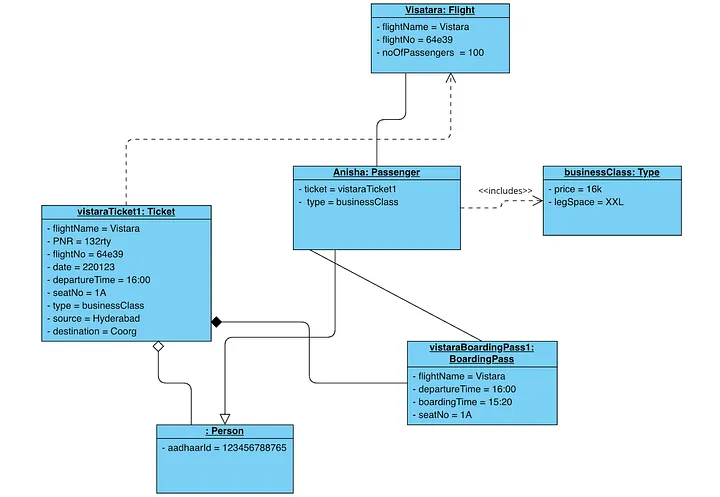 Visatara: Flight
- flightName = Vistara
- flightNo = 64e39
- noOfPassengers = 100
Anisha: Passenger
- ticket = vistaraTicket1
- type = businessClass
<<includes>>
businessClass: Type
- price = 16k
- legSpace = XXL
vistaraTicket1: Ticket
- flightName = Vistara
- PNR = 132rty
- flightNo = 64e39
- date = 220123
- departureTime = 16:00
- seatNo = 1A
- type = businessClass
- source = Hyderabad
- destination = Coorg
vistaraBoardingPass1:
BoardingPass
- flightName = Vistara
- departureTime = 16:00
- boardingTime = 15:20
- seatNo = 1A
: Person
- aadhaarId = 123456788765